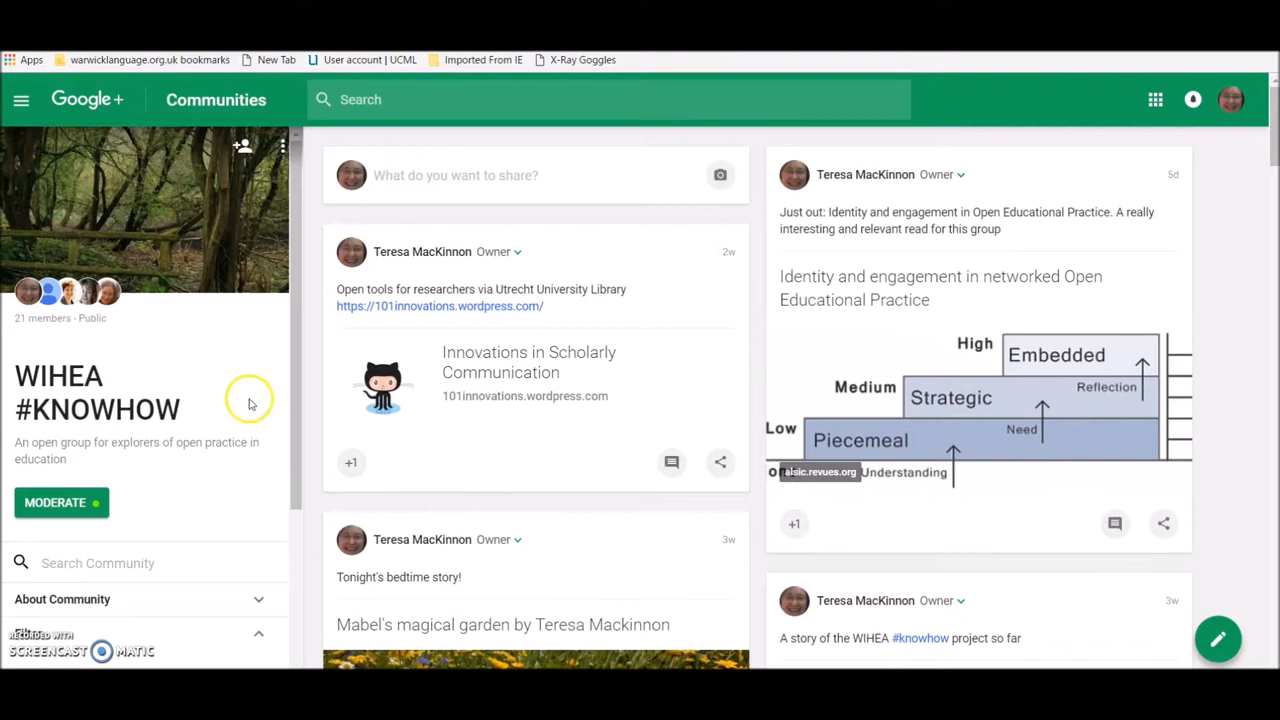 Apps
warwicklanguage.org.uk bookmarks
New Tab
User account | UCML
Imported From IE
X-Ray Goggles
Google+
Communities
Search
21 members - Public
WIHEA
#KNOWHOW
An open group for explorers of open practice in
education
MODERATE
Search Community
About Community
RECORDED WITH
SCREENCAST MATIC
What do you want to share?
Teresa MacKinnon Owner
2w
Open tools for researchers via Utrecht University Library
https://101innovations.wordpress.com/
Innovations in Scholarly
Communication
101innovations.wordpress.com
+1
Teresa MacKinnon Owner
3w
Tonight's bedtime story!
Mabel's magical garden by Teresa Mackinnon
Teresa MacKinnon Owner
5d
Just out: Identity and engagement in Open Educational Practice. A really
interesting and relevant read for this group
Identity and engagement in networked Open
Educational Practice
High
Embedded
Reflection
Medium
Strategic
Need
Low
Piecemeal
alsic.revues.org
Understanding
+1
Teresa MacKinnon Owner
3w
A story of the WIHEA #knowhow project so far